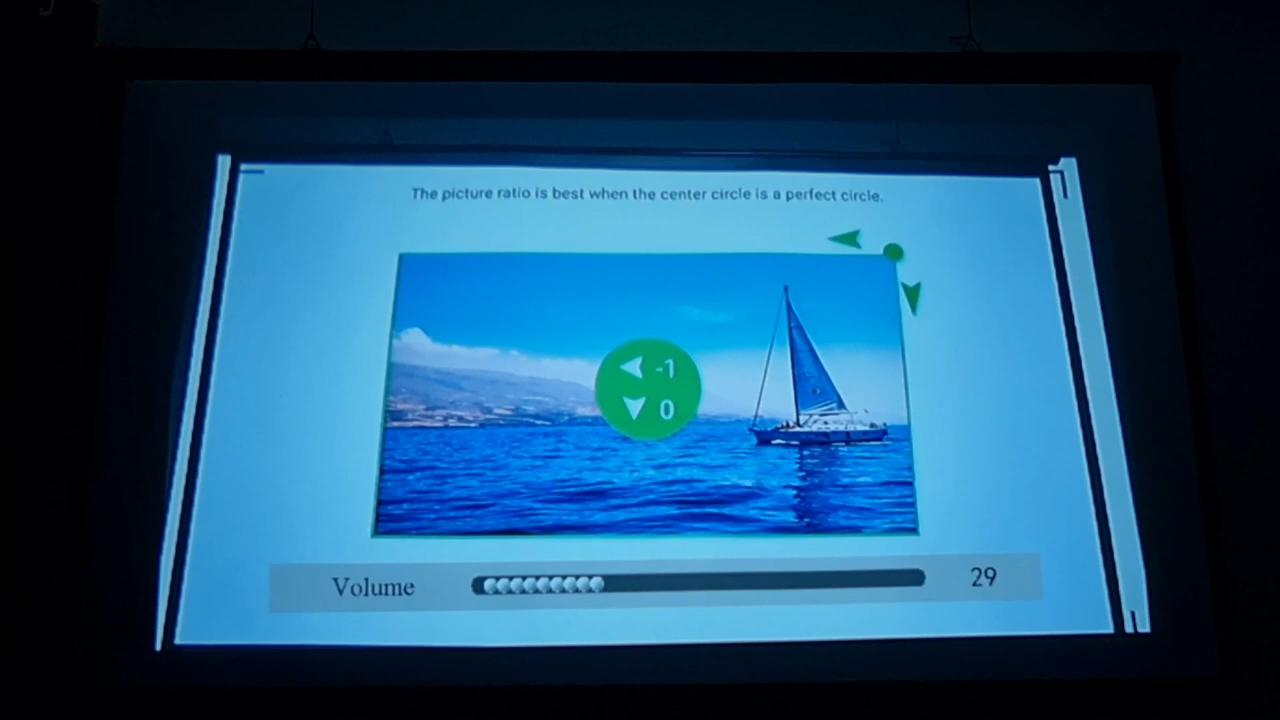 The picture ratio is best when the center circle is a perfect circle.
-1
0
Volume 29